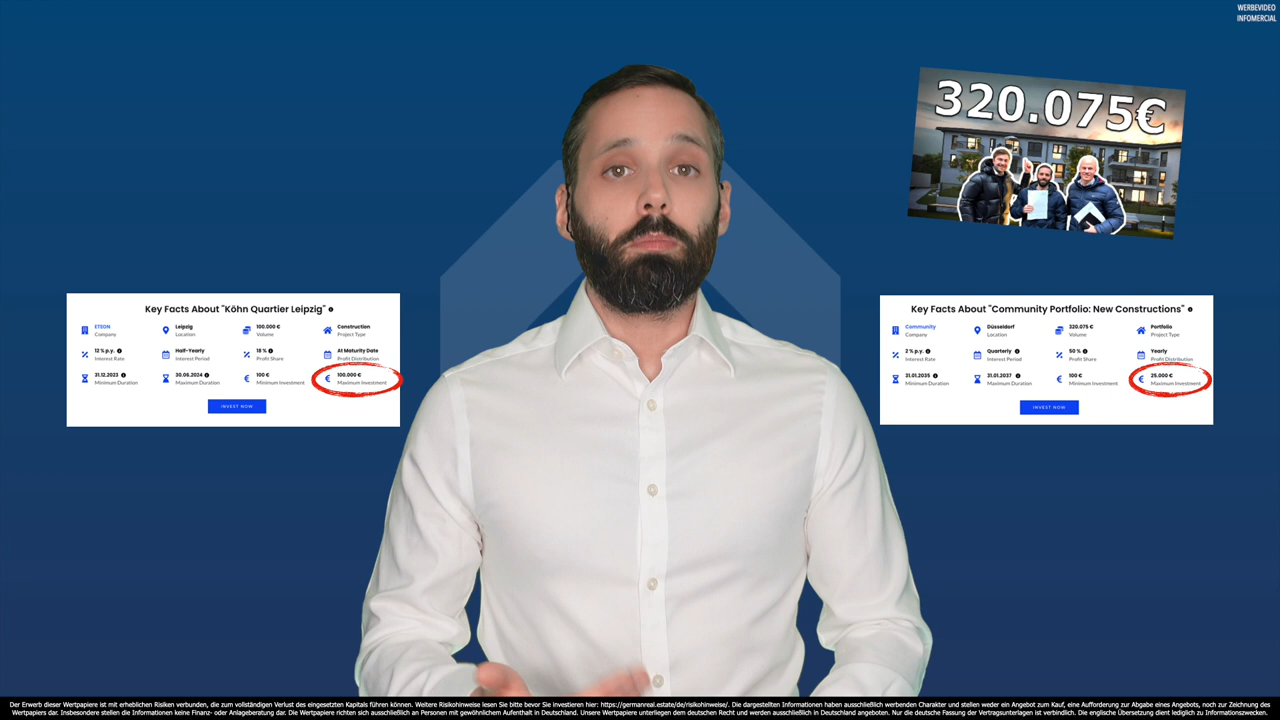 WERBEVIDEO
INFOMERCIAL
320.075€
Key Facts About "Köhn Quartier Leipzig"
ETEON
Company
Leipzig
Location
100.000 €
Volume
Construction
Project Type
12 % p.y.
Interest Rate
Half-Yearly
Interest Period
18 %
Profit Share
At Maturity Date
Profit Distribution
31.12.2023
Minimum Duration
30.06.2024
Maximum Duration
100 €
Minimum Investment
100.000 €
Maximum Investment
INVEST NOW
Key Facts About "Community Portfolio: New Constructions"
Community
Company
Düsseldorf
Location
320.075 €
Volume
Portfolio
Project Type
2 % p.y.
Interest Rate
Quarterly
Interest Period
50 %
Profit Share
Yearly
Profit Distribution
31.01.2035
Minimum Duration
31.01.2037
Maximum Duration
100 €
Minimum Investment
25.000 €
Maximum Investment
INVEST NOW
Der Erwerb dieser Wertpapiere ist mit erheblichen Risiken verbunden, die zum vollständigen Verlust des eingesetzten Kapitals führen können. Weitere Risikohinweise lesen Sie bitte bevor Sie investieren hier: https://germanreal.estate/de/risikohinweise/. Die dargestellten Informationen haben ausschließlich werbenden Charakter und stellen weder ein Angebot zum Kauf, eine Aufforderung zur Abgabe eines Angebots, noch zur Zeichnung des
Wertpapiers dar. Insbesondere stellen die Informationen keine Finanz- oder Anlageberatung dar. Die Wertpapiere richten sich ausschließlich an Personen mit gewöhnlichem Aufenthalt in Deutschland. Unsere Wertpapiere unterliegen dem deutschen Recht und werden ausschließlich in Deutschland angeboten. Nur die deutsche Fassung der Vertragsunterlagen ist verbindlich. Die englische Übersetzung dient lediglich zu Informationszwecken.